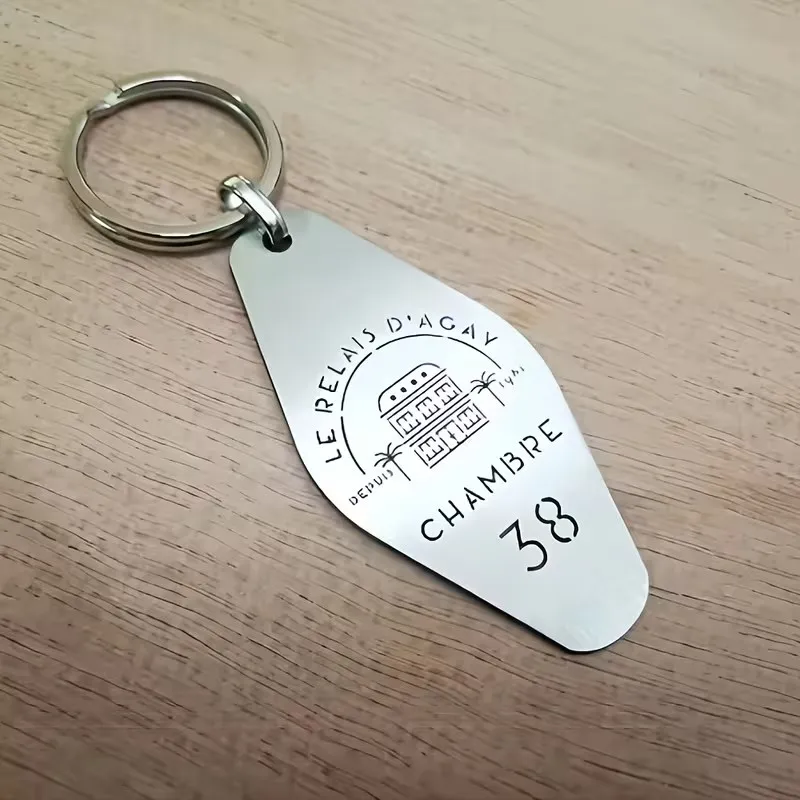 LE RELAIS D'AGAY
DEPUIS
CHAMBRE
38